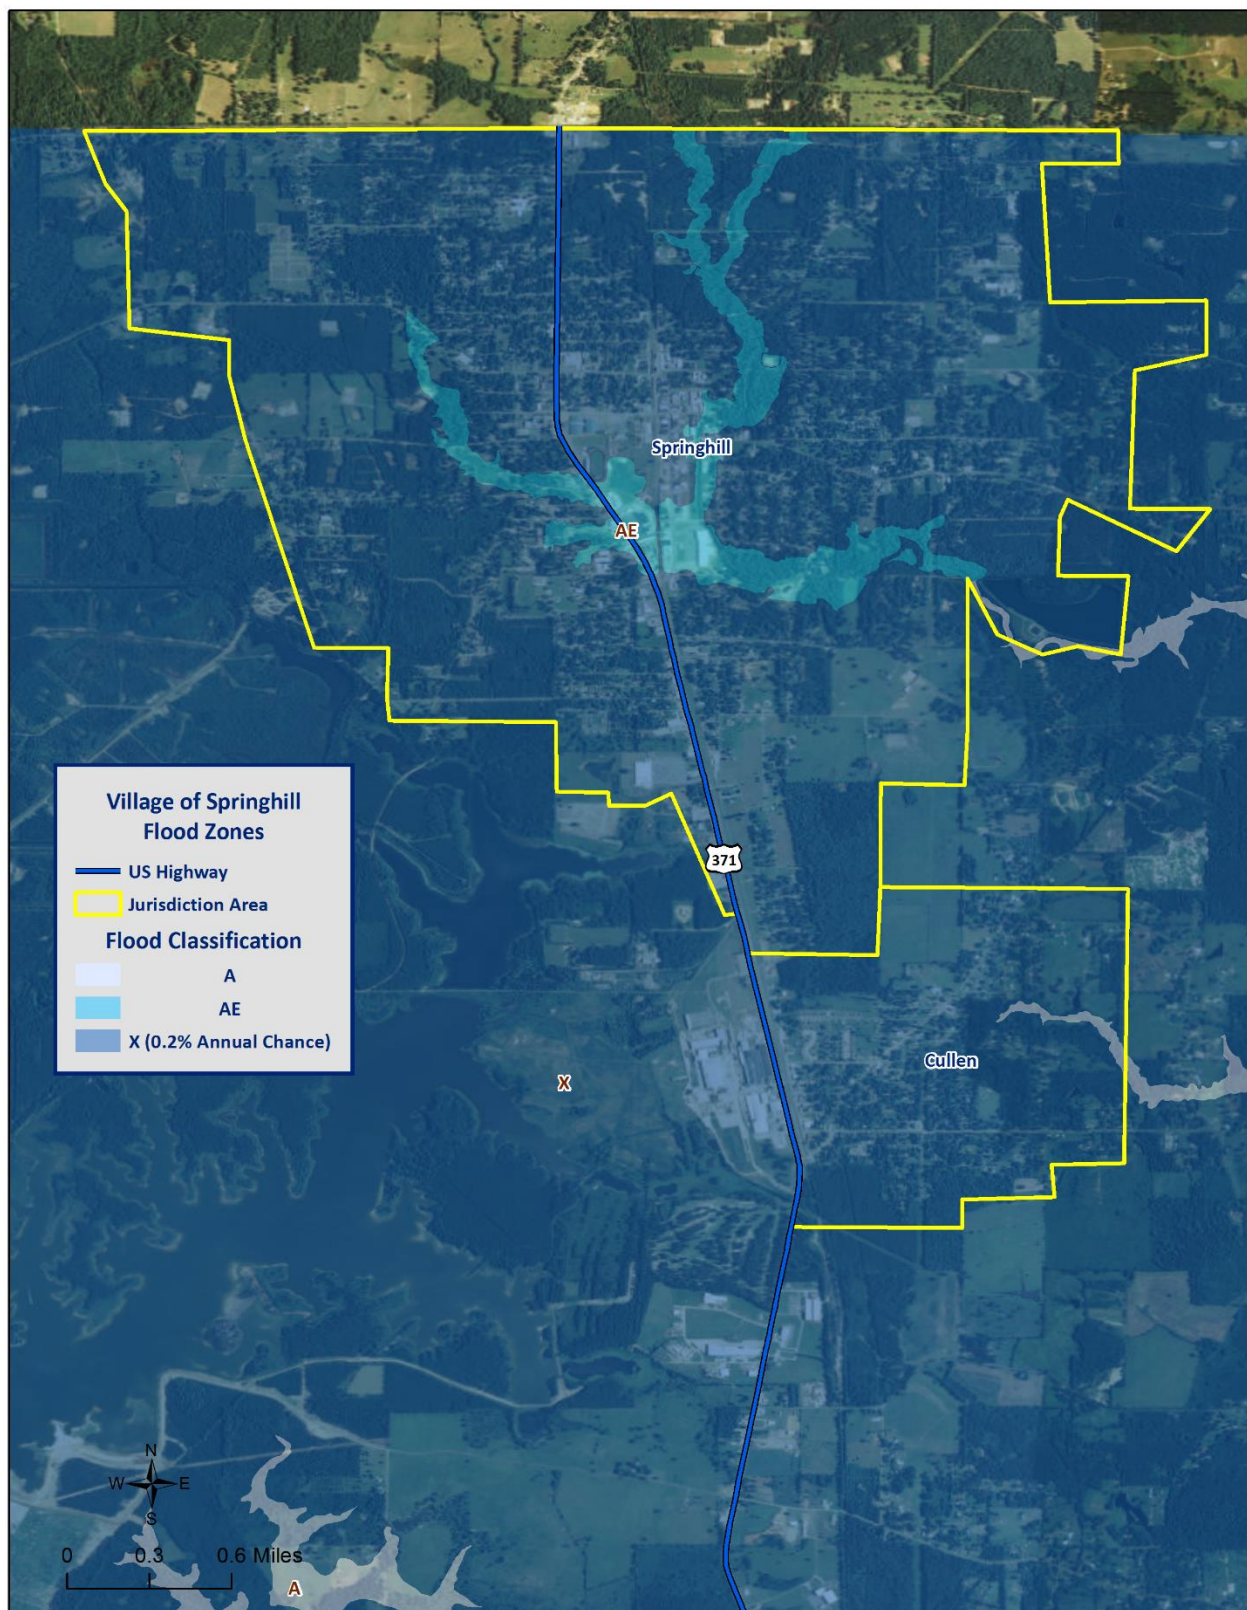 Springhill
AE
Village of Springhill
Flood Zones
US Highway
Jurisdiction Area
Flood Classification
A
AE
X (0.2% Annual Chance)
371
Cullen
X
N
W E
S
0 0.3 0.6 Miles
A